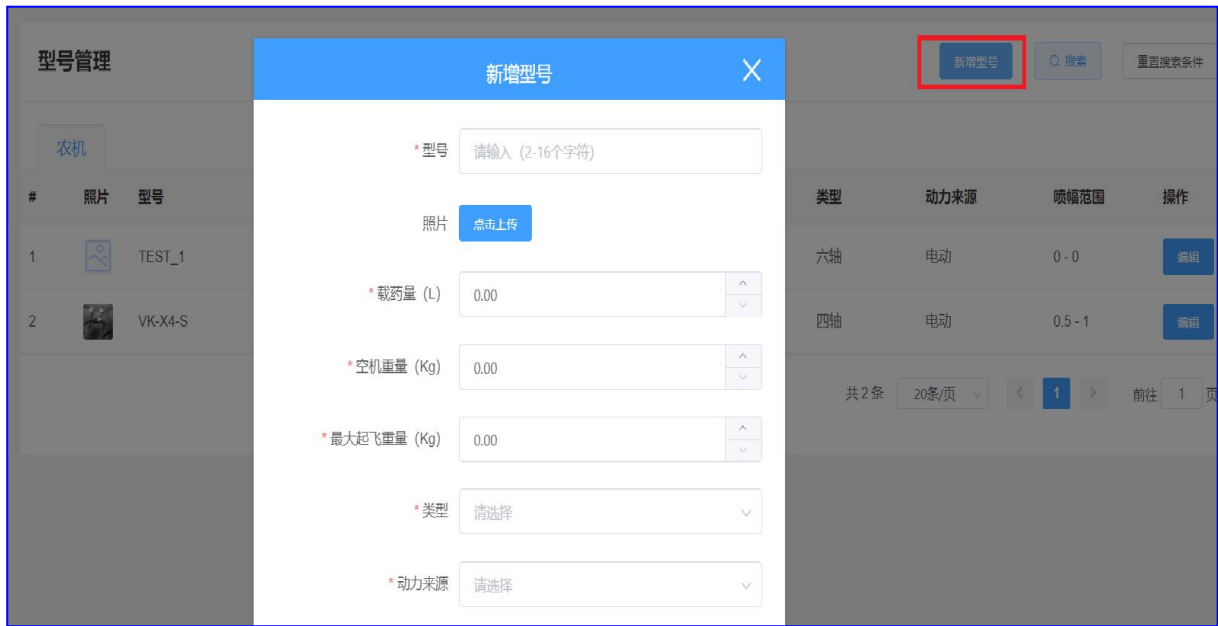 型号管理
新增型号
搜索
重置搜索条件
新增型号
农机
* 型号
请输入 (2-16个字符)
照片
点击上传
* 载药量 (L)
0.00
* 空机重量 (Kg)
0.00
* 最大起飞重量 (Kg)
0.00
* 类型
请选择
* 动力来源
请选择
# 照片 型号 类型 动力来源 喷幅范围 操作
1 TEST_1 六轴 电动 0 - 0 编辑
2 VK-X4-S 四轴 电动 0.5 - 1 编辑
共 2 条 20条/页 1 前往 1 页